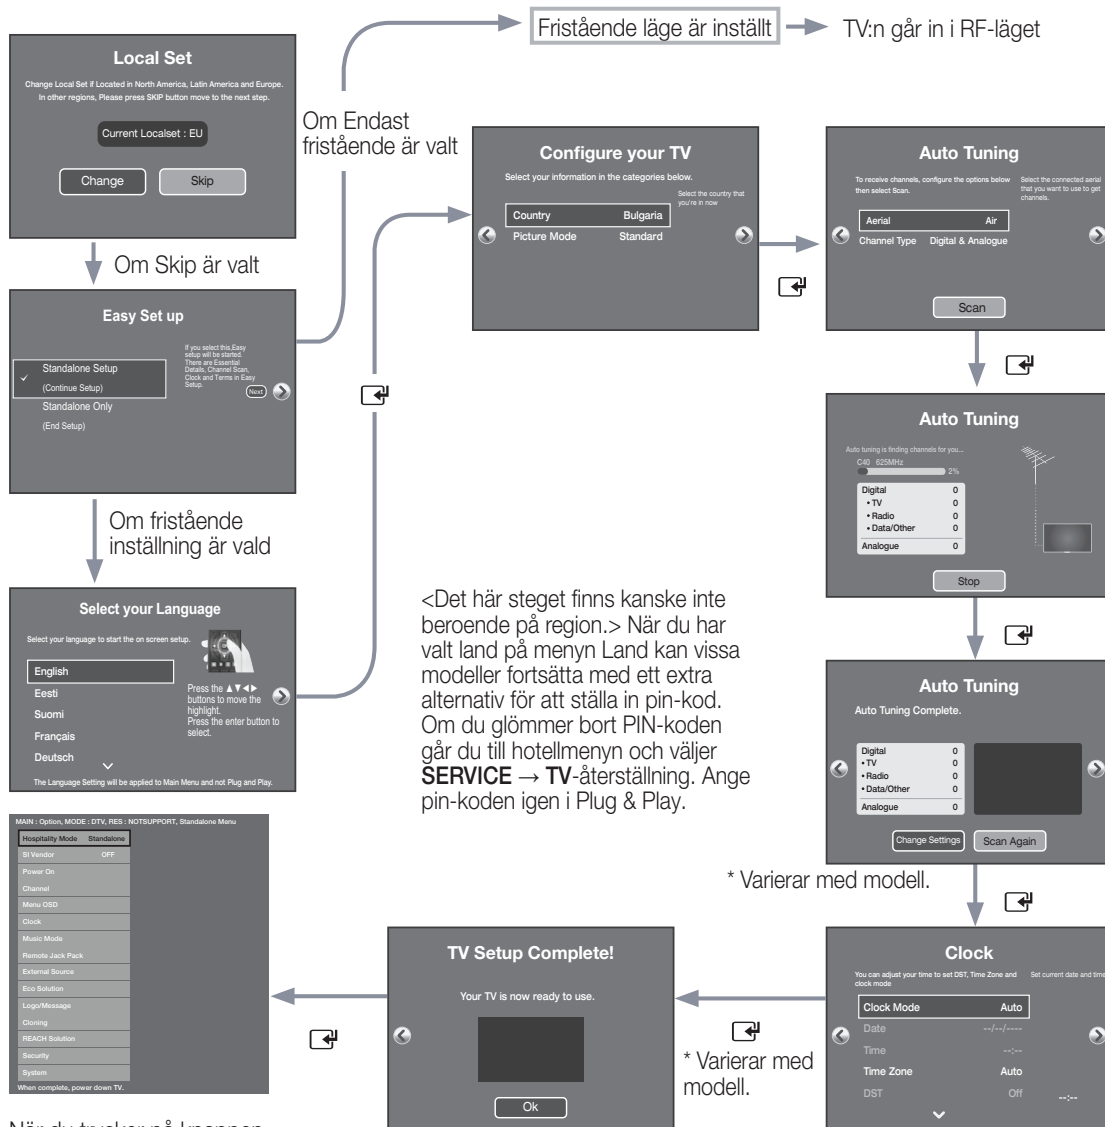 Fristående läge är inställt
TV:n går in i RF-läget
Local Set
Change Local Set if Located in North America, Latin America and Europe.
In other regions, Please press SKIP button move to the next step.
Current Localset : EU
Change
Skip
Om Endast
fristående är valt
Om Skip är valt
Easy Set up
✓ Standalone Setup
(Continue Setup)
Standalone Only
(End Setup)
If you select this,Easy
setup will be started.
There are Essential
Details, Channel Scan,
Clock and Terms in Easy
Setup.
Next
Om fristående
inställning är vald
Select your Language
Select your language to start the on screen setup.
English
Eesti
Suomi
Français
Deutsch
Press the ▲▼◀▶
buttons to move the
highlight.
Press the enter button to
select.
The Language Setting will be applied to Main Menu and not Plug and Play.
Configure your TV
Select your information in the categories below.
Select the country that
you're in now
Country Bulgaria
Picture Mode Standard
Auto Tuning
To receive channels, configure the options below
then select Scan.
Select the connected aerial
that you want to use to get
channels.
Aerial Air
Channel Type Digital & Analogue
Scan
Auto Tuning
Auto tuning is finding channels for you...
C40 625MHz
2%
Digital 0
• TV 0
• Radio 0
• Data/Other 0
Analogue 0
Stop
<Det här steget finns kanske inte
beroende på region.> När du har
valt land på menyn Land kan vissa
modeller fortsätta med ett extra
alternativ för att ställa in pin-kod.
Om du glömmer bort PIN-koden
går du till hotellmenyn och väljer
SERVICE → TV-återställning. Ange
pin-koden igen i Plug & Play.
Auto Tuning
Auto Tuning Complete.
Digital 0
• TV 0
• Radio 0
• Data/Other 0
Analogue 0
Change Settings
Scan Again
* Varierar med modell.
Clock
You can adjust your time to set DST, Time Zone and
clock mode
Set current date and time
Clock Mode Auto
Date --/--/----
Time --:--
Time Zone Auto
DST Off
--:--
* Varierar med
modell.
TV Setup Complete!
Your TV is now ready to use.
Ok
MAIN : Option, MODE : DTV, RES : NOTSUPPORT, Standalone Menu
Hospitality Mode Standalone
SI Vendor OFF
Power On
Channel
Menu OSD
Clock
Music Mode
Remote Jack Pack
External Source
Eco Solution
Logo/Message
Cloning
REACH Solution
Security
System
When complete, power down TV.
När du trycker på knappen